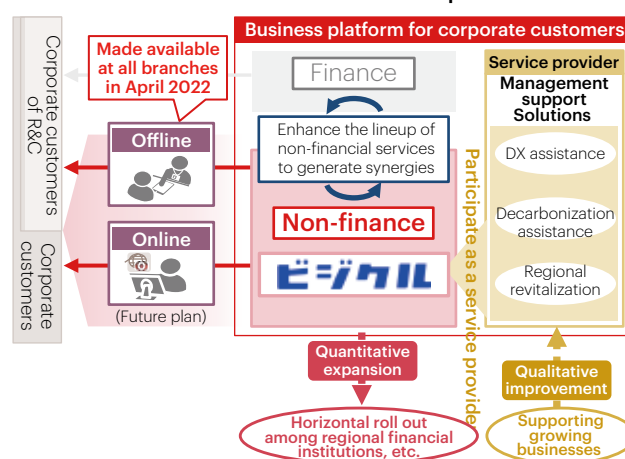 Business platform for corporate customers
Made available
at all branches
in April 2022
Finance
Service provider
Management
support
Solutions
Corporate customers
of R&C
Offline
Enhance the lineup of
non-financial services
to generate synergies
DX assistance
Participate as a service provide
Non-finance
Decarbonization
assistance
Corporate
customers
Online
ビジクル
Regional
revitalization
(Future plan)
Quantitative
expansion
Qualitative
improvement
Horizontal roll out
among regional financial
institutions, etc.
Supporting
growing
businesses